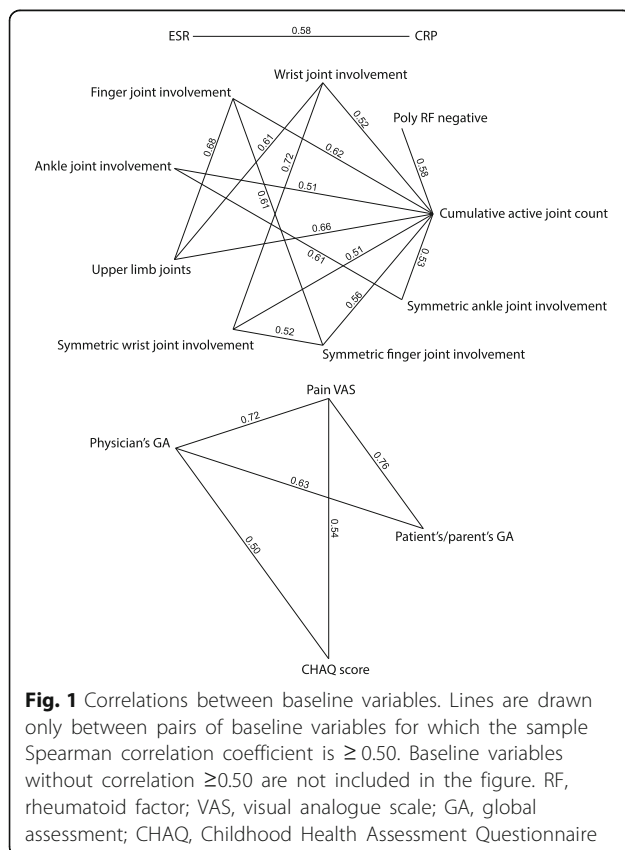 ESR 0.58 CRP
Wrist joint involvement
Finger joint involvement
Poly RF negative
0.52
0.61
0.68
0.62
0.72
0.58
Ankle joint involvement
0.51
0.61
Cumulative active joint count
0.66
0.61
0.51
0.53
Upper limb joints
0.56
Symmetric ankle joint involvement
0.52
Symmetric wrist joint involvement
Symmetric finger joint involvement
Pain VAS
0.72
Physician's GA
0.76
0.63
0.54
Patient's/parent's GA
0.50
CHAQ score
Fig. 1 Correlations between baseline variables. Lines are drawn
only between pairs of baseline variables for which the sample
Spearman correlation coefficient is ≥ 0.50. Baseline variables
without correlation ≥0.50 are not included in the figure. RF,
rheumatoid factor; VAS, visual analogue scale; GA, global
assessment; CHAQ, Childhood Health Assessment Questionnaire